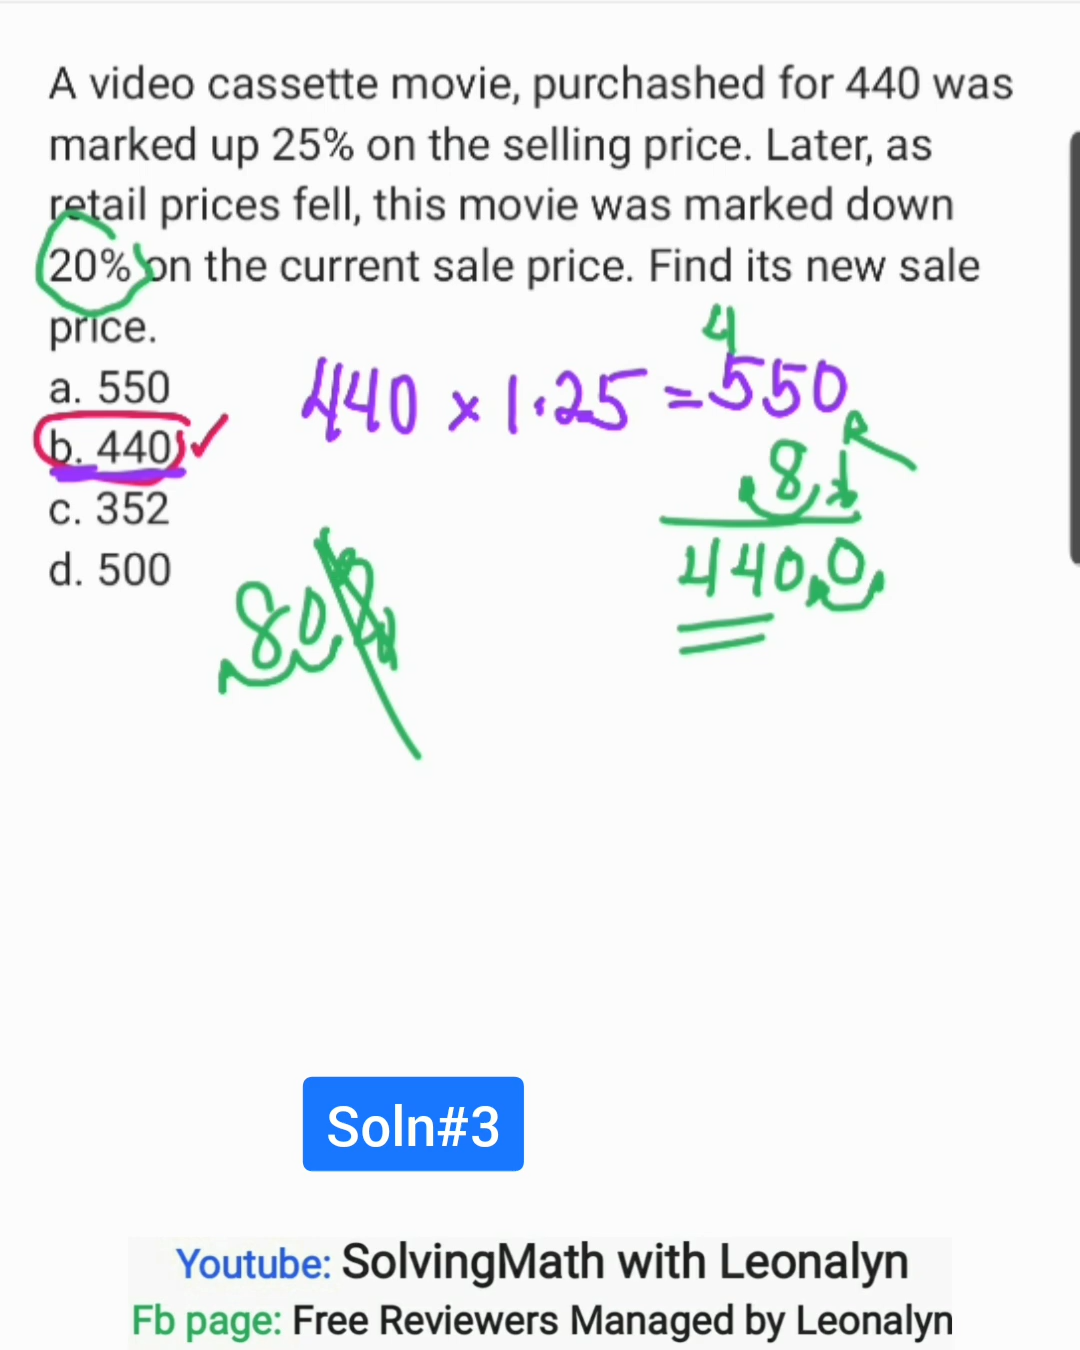 A video cassette movie, purchashed for 440 was
marked up 25% on the selling price. Later, as
retail prices fell, this movie was marked down
20% on the current sale price. Find its new sale
price.
4
a. 550
440 x 1.25 = 550
b. 440
.8
c. 352
440.0
d. 500
80%
Soln#3
Youtube: SolvingMath with Leonalyn
Fb page: Free Reviewers Managed by Leonalyn